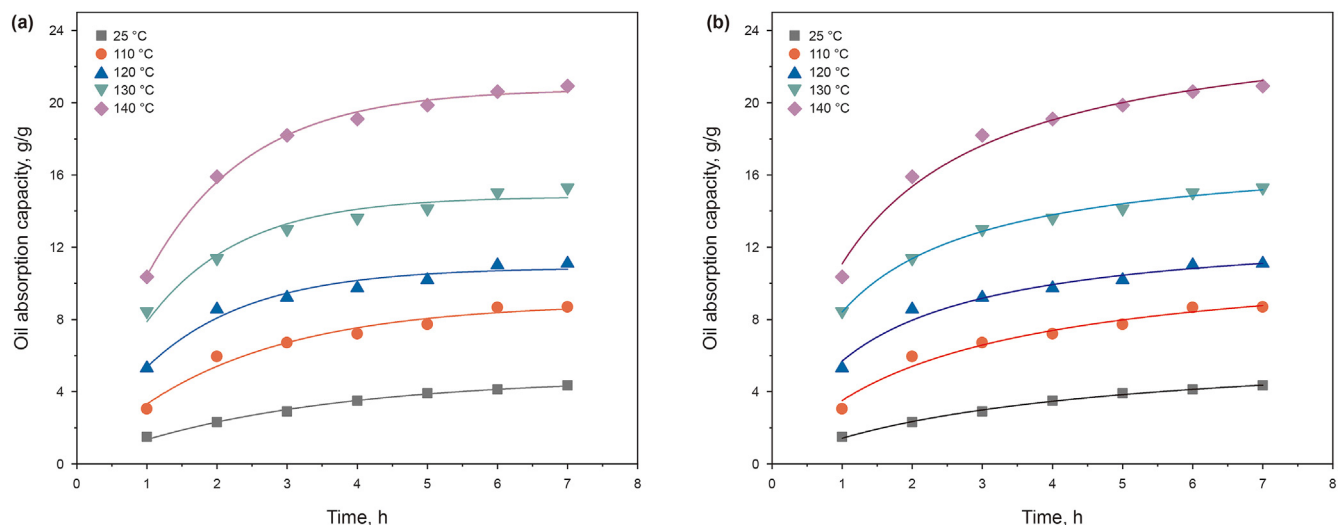 (a)
Oil absorption capacity, g/g
24
20
16
12
8
4
0
25 °C
110 °C
120 °C
130 °C
140 °C
0 1 2 3 4 5 6 7 8
Time, h
(b)
Oil absorption capacity, g/g
24
20
16
12
8
4
0
25 °C
110 °C
120 °C
130 °C
140 °C
0 1 2 3 4 5 6 7 8
Time, h